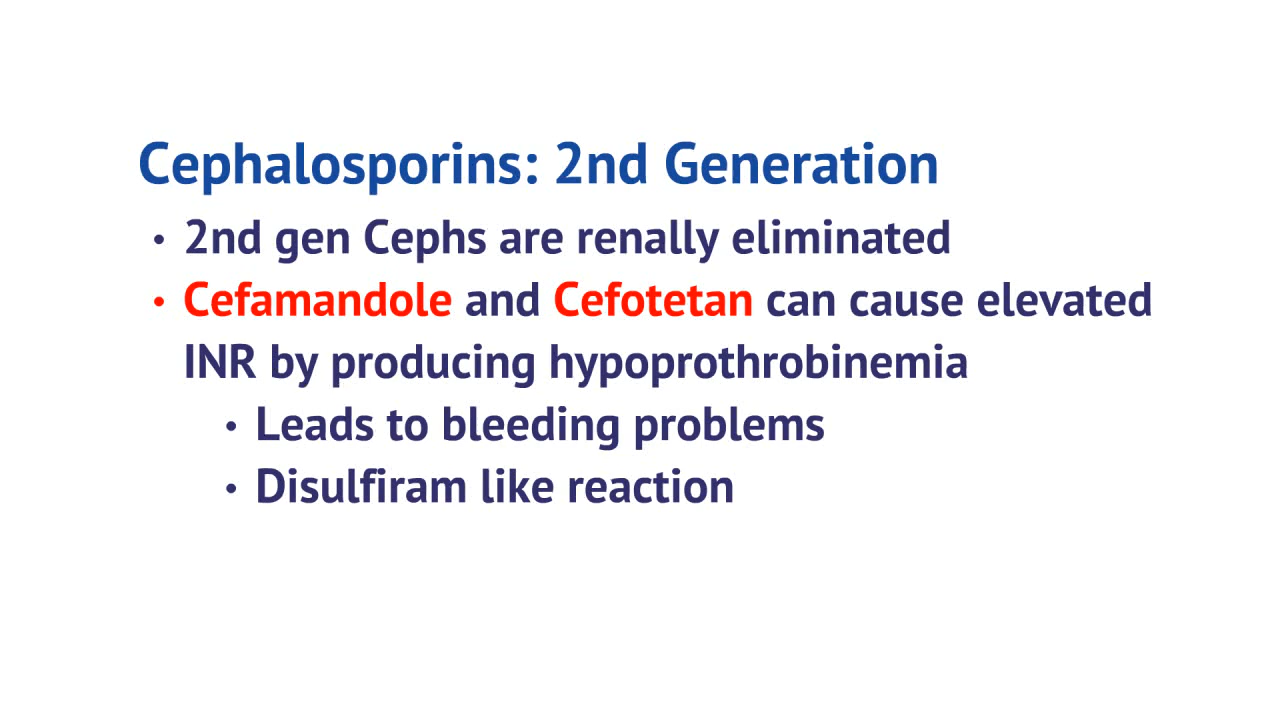 Cephalosporins: 2nd Generation
• 2nd gen Cephs are renally eliminated
• Cefamandole and Cefotetan can cause elevated
INR by producing hypoprothrobinemia
• Leads to bleeding problems
• Disulfiram like reaction